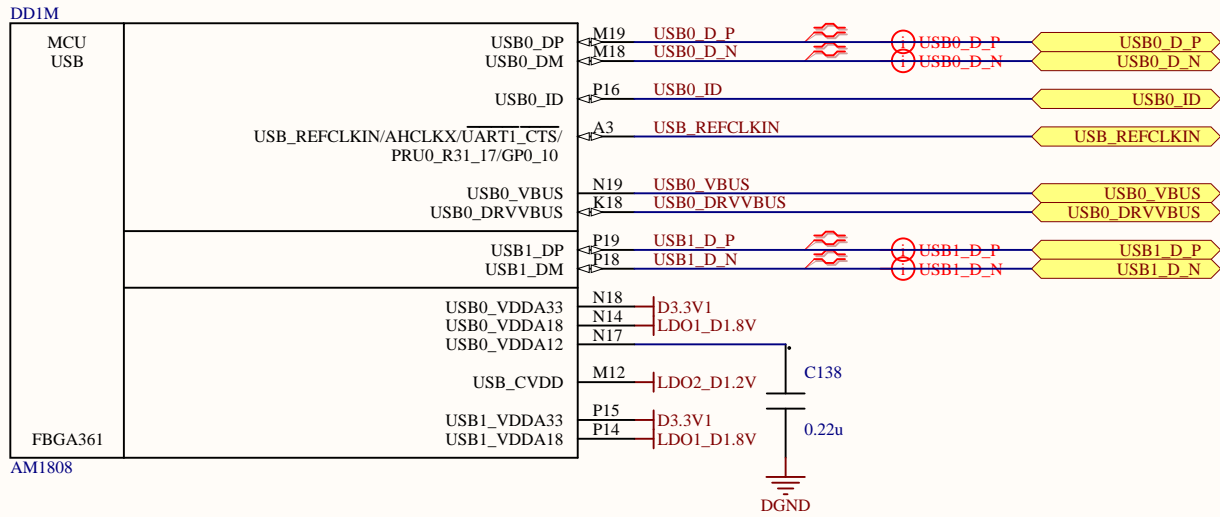 DD1M
MCU
USB
USB0_DP M19 USB0_D_P i USB0_D_P USB0_D_P
USB0_DM M18 USB0_D_N i USB0_D_N USB0_D_N
USB0_ID P16 USB0_ID USB0_ID
USB_REFCLKIN/AHCLKX/UART1_CTS/ A3 USB_REFCLKIN USB_REFCLKIN
PRU0_R31_17/GP0_10
USB0_VBUS N19 USB0_VBUS USB0_VBUS
USB0_DRVVBUS K18 USB0_DRVVBUS USB0_DRVVBUS
USB1_DP P19 USB1_D_P i USB1_D_P USB1_D_P
USB1_DM P18 USB1_D_N i USB1_D_N USB1_D_N
USB0_VDDA33 N18 D3.3V1
USB0_VDDA18 N14 LDO1_D1.8V
USB0_VDDA12 N17
C138
USB_CVDD M12 LDO2_D1.2V
USB1_VDDA33 P15 D3.3V1
0.22u
FBGA361 USB1_VDDA18 P14 LDO1_D1.8V
AM1808
DGND